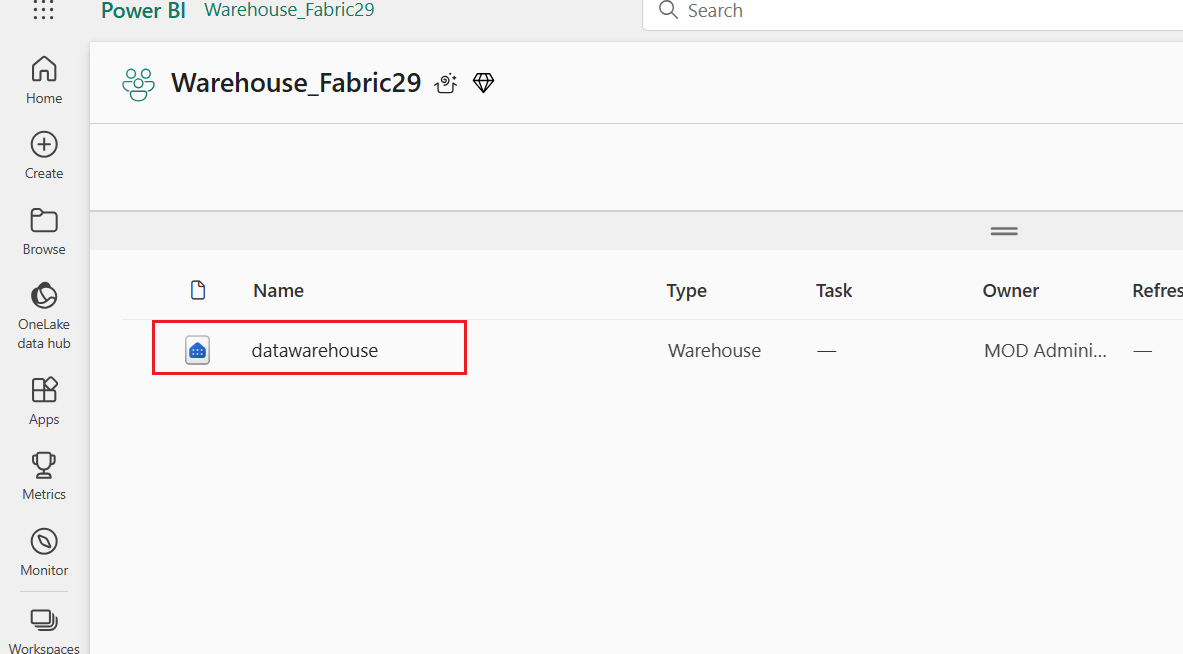 Power BI Warehouse_Fabric29
Search
Warehouse_Fabric29
Home
Create
Browse
OneLake
data hub
Apps
Metrics
Monitor
Workspaces
Name Type Task Owner Refres
datawarehouse Warehouse — MOD Admini... —